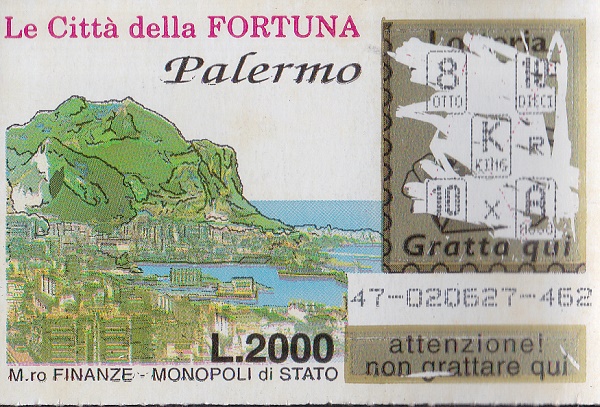 Le Città della FORTUNA
Palermo
Lotteria
8
OTTO
10
DIECI
K
KING
R
10
X
Gratta qui
47-020627-462
L.2000
attenzione!
non grattare qui
M.ro FINANZE - MONOPOLI di STATO